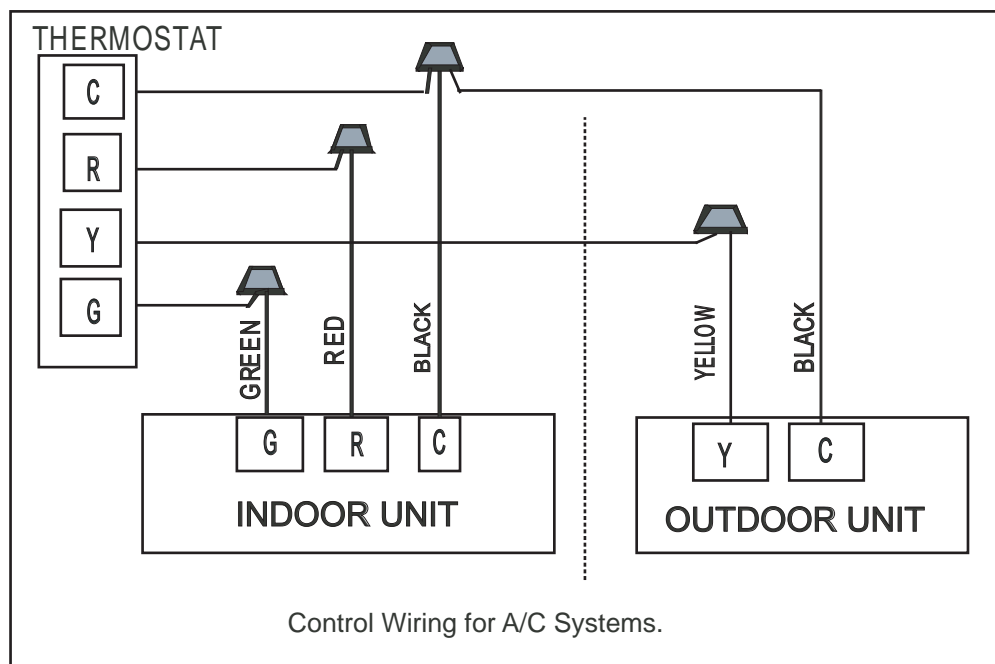 THERMOSTAT
C
R
Y
G
GREEN
RED
BLACK
YELLOW
BLACK
G R C
INDOOR UNIT
Y C
OUTDOOR UNIT
Control Wiring for A/C Systems.